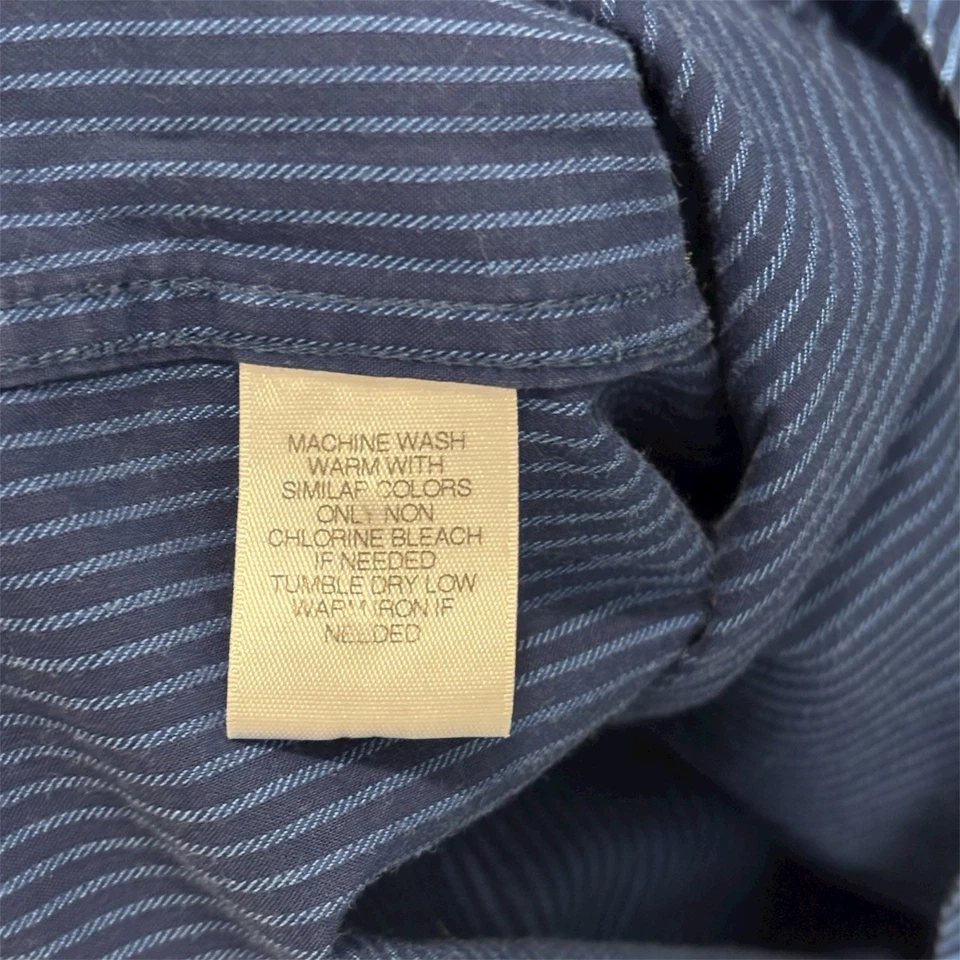 MACHINE WASH
WARM WITH
SIMILAR COLORS
ONLY NON
CHLORINE BLEACH
IF NEEDED
TUMBLE DRY LOW
WARM IRON IF
NEEDED